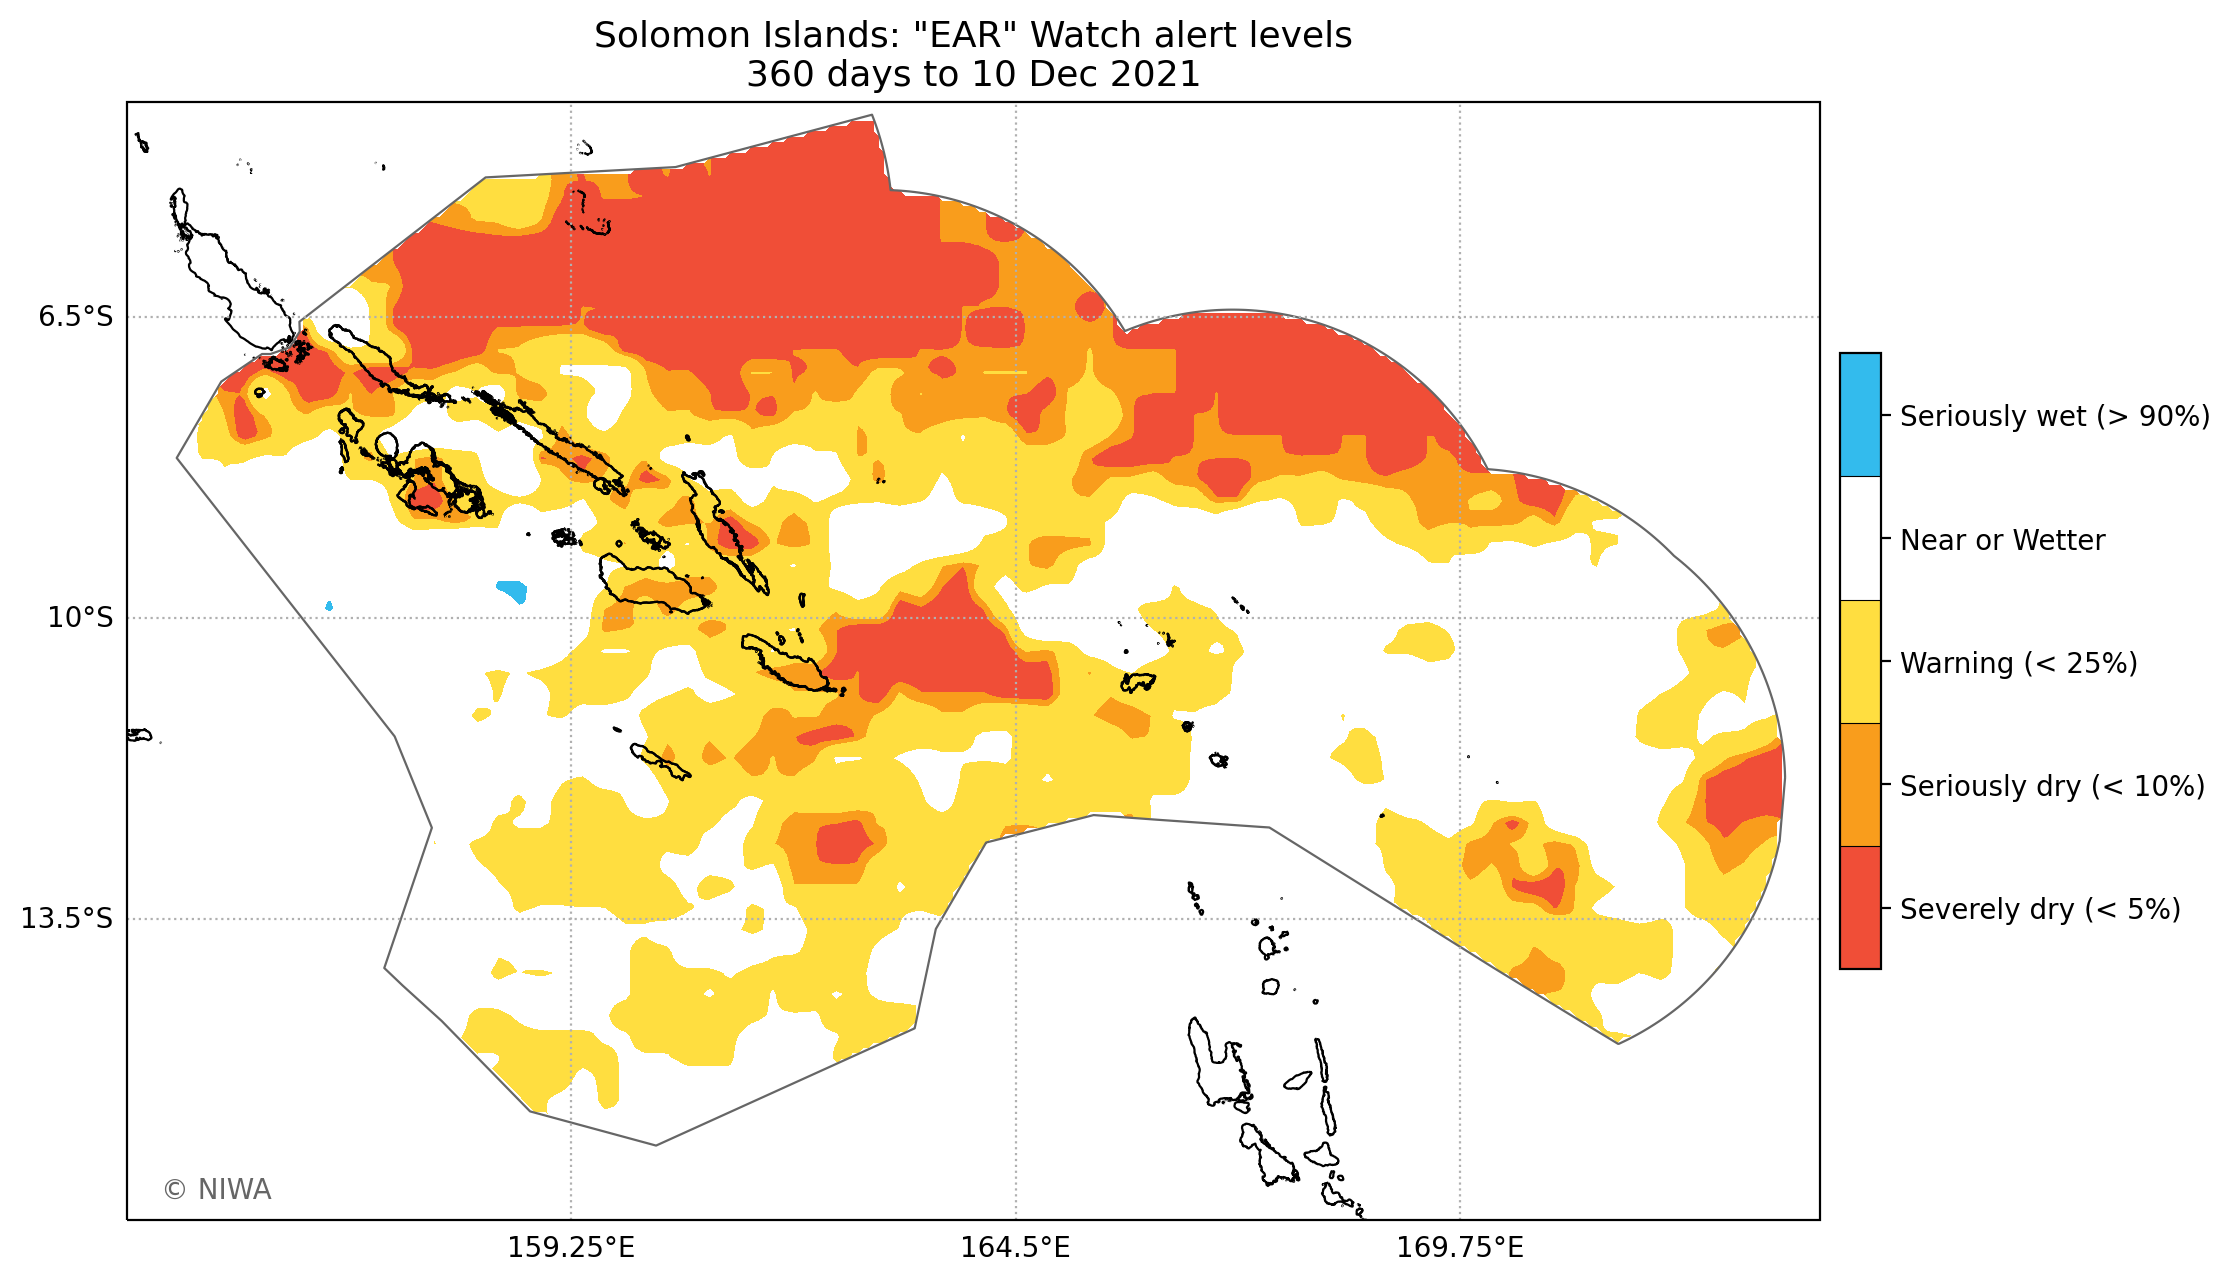 Solomon Islands: "EAR" Watch alert levels
360 days to 10 Dec 2021
6.5°S
10°S
13.5°S
159.25°E
164.5°E
169.75°E
Seriously wet (> 90%)
Near or Wetter
Warning (< 25%)
Seriously dry (< 10%)
Severely dry (< 5%)
© NIWA